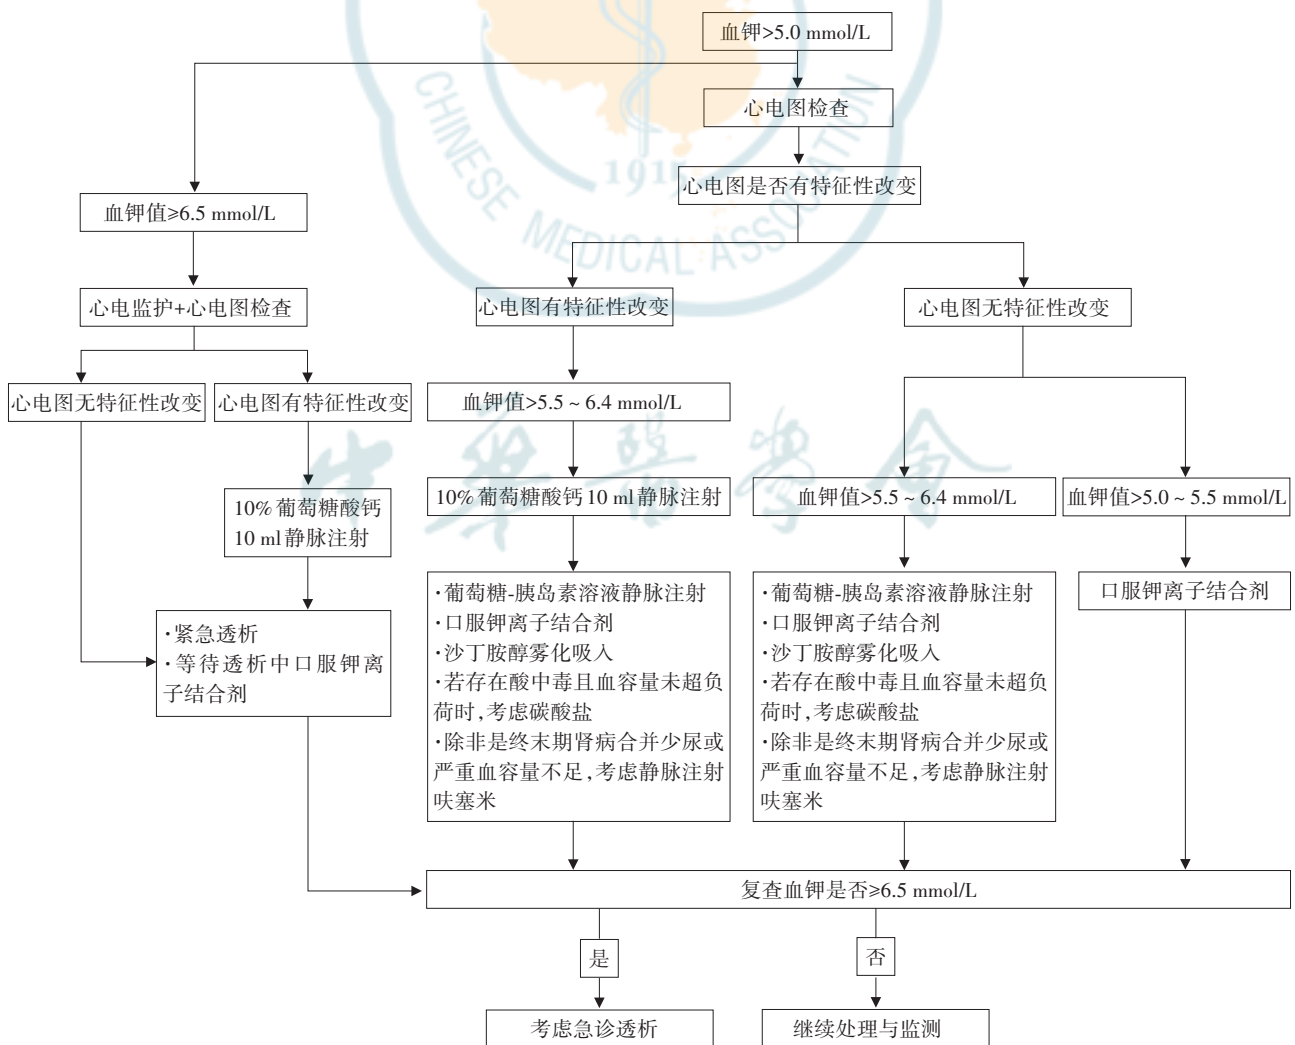 血钾>5.0 mmol/L
心电图检查
心电图是否有特征性改变
血钾值≥6.5 mmol/L
心电监护+心电图检查
心电图有特征性改变
心电图无特征性改变
心电图无特征性改变
心电图有特征性改变
血钾值>5.5 ~ 6.4 mmol/L
10% 葡萄糖酸钙
10 ml 静脉注射
10% 葡萄糖酸钙 10 ml 静脉注射
血钾值>5.5 ~ 6.4 mmol/L
血钾值>5.0 ~ 5.5 mmol/L
·紧急透析
·等待透析中口服钾离
子结合剂
·葡萄糖-胰岛素溶液静脉注射
·口服钾离子结合剂
·沙丁胺醇雾化吸入
·若存在酸中毒且血容量未超负
荷时,考虑碳酸盐
·除非是终末期肾病合并少尿或
严重血容量不足,考虑静脉注射
呋塞米
·葡萄糖-胰岛素溶液静脉注射
·口服钾离子结合剂
·沙丁胺醇雾化吸入
·若存在酸中毒且血容量未超负
荷时,考虑碳酸盐
·除非是终末期肾病合并少尿或
严重血容量不足,考虑静脉注射
呋塞米
口服钾离子结合剂
复查血钾是否≥6.5 mmol/L
是
否
考虑急诊透析
继续处理与监测
CHINESE MEDICAL ASSOCIATION
1915
中华醫學會